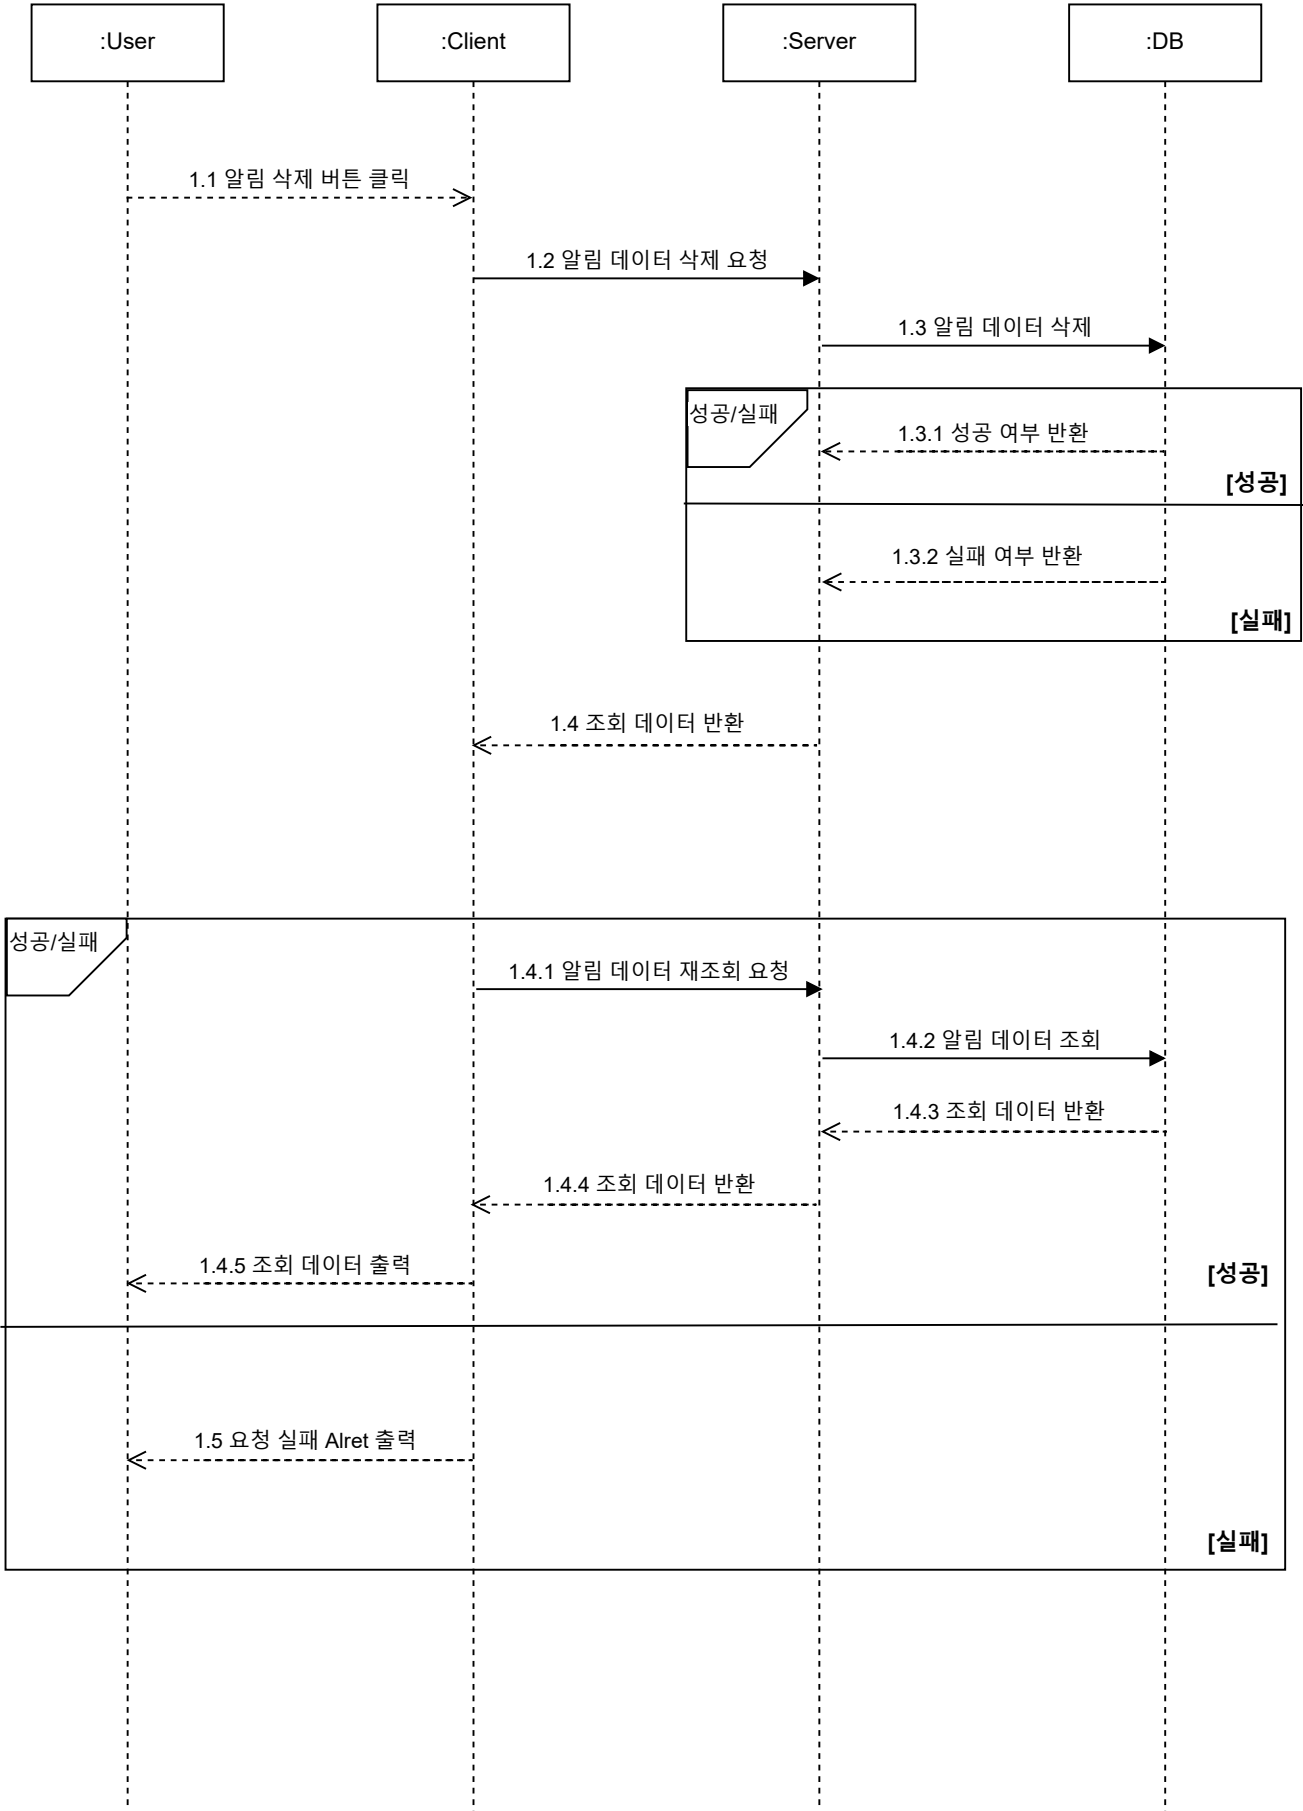 :User
:Client
:Server
:DB
1.1 알림 삭제 버튼 클릭
1.2 알림 데이터 삭제 요청
1.3 알림 데이터 삭제
성공/실패
1.3.1 성공 여부 반환
[성공]
1.3.2 실패 여부 반환
[실패]
1.4 조회 데이터 반환
성공/실패
1.4.1 알림 데이터 재조회 요청
1.4.2 알림 데이터 조회
1.4.3 조회 데이터 반환
1.4.4 조회 데이터 반환
1.4.5 조회 데이터 출력
[성공]
1.5 요청 실패 Alret 출력
[실패]